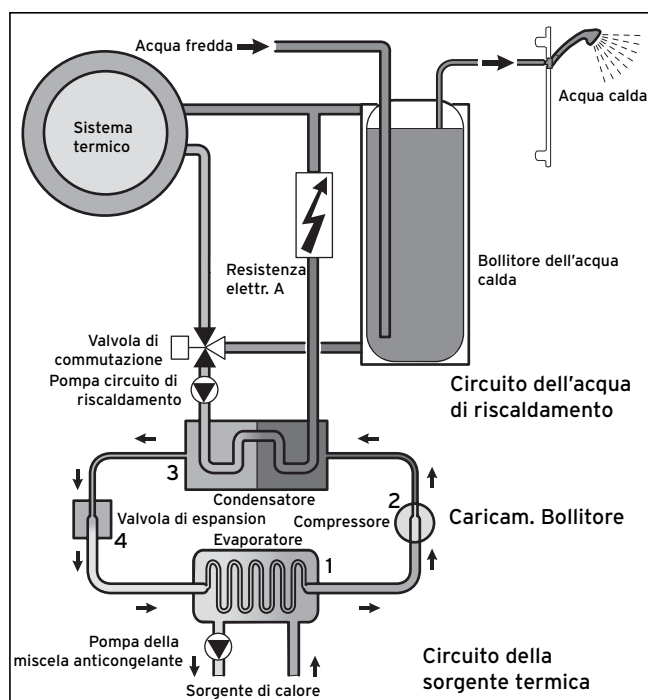 Acqua fredda
Acqua calda
Sistema
termico
Resistenza
elettr. A
Bollitore dell'acqua
calda
Valvola di
commutazione
Pompa circuito di
riscaldamento
Circuito dell'acqua
di riscaldamento
3
Condensatore
2
Valvola di espansion
Compressore
Caricam. Bollitore
4
Evaporatore
1
Pompa della
miscela anticongelante
Sorgente di calore
Circuito della
sorgente termica